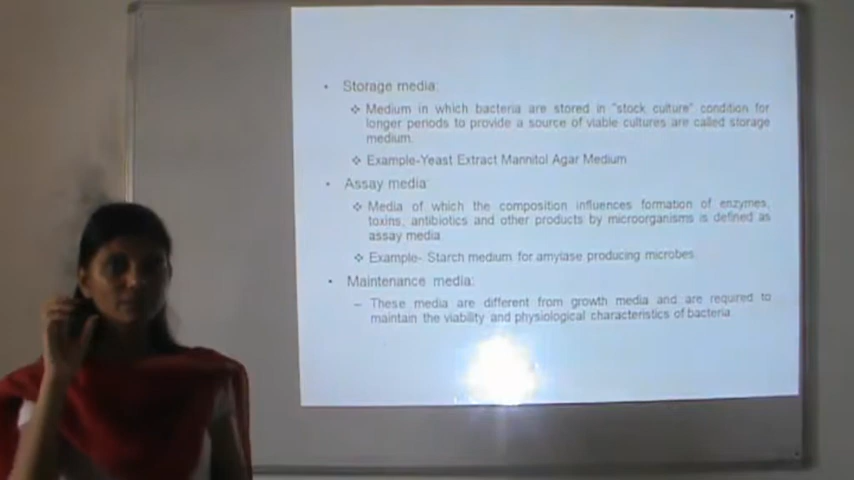 • Storage media:
❖ Medium in which bacteria are stored in "stock culture" condition for
longer periods to provide a source of viable cultures are called storage
medium.
❖ Example-Yeast Extract Mannitol Agar Medium
• Assay media:
❖ Media of which the composition influences formation of enzymes,
toxins, antibiotics and other products by microorganisms is defined as
assay media
❖ Example- Starch medium for amylase producing microbes.
• Maintenance media:
– These media are different from growth media and are required to
maintain the viability and physiological characteristics of bacteria